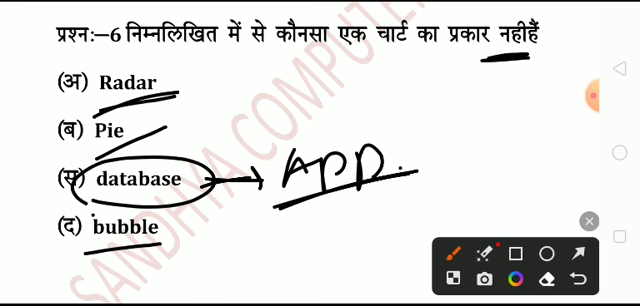 प्रश्नः–6 निम्नलिखित में से कौनसा एक चार्ट का प्रकार नहीहैं
(अ) Radar
(ब) Pie
(स) database → APP.
(द) bubble
SANDHYA COMPUTER